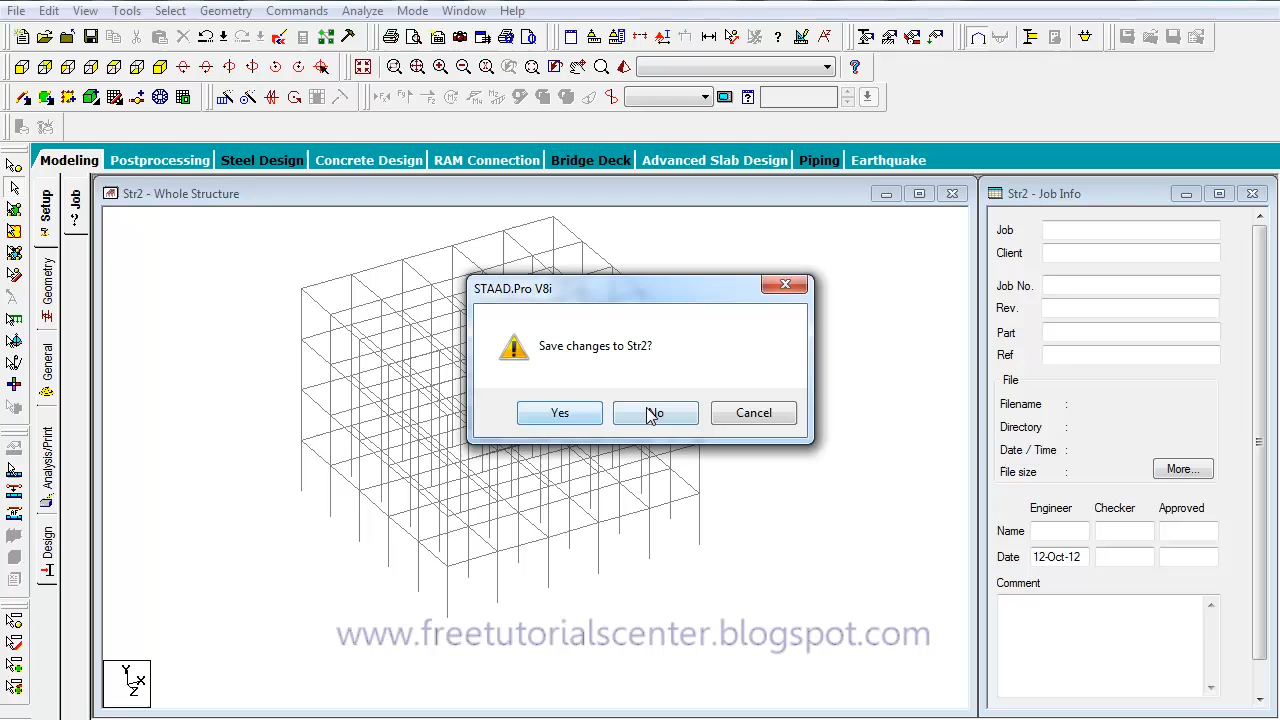 File Edit View Tools Select Geometry Commands Analyze Mode Window Help
Modeling Postprocessing Steel Design Concrete Design RAM Connection Bridge Deck Advanced Slab Design Piping Earthquake
Setup
Geometry
General
Analysis/Print
Design
Job
Str2 - Whole Structure
STAAD.Pro V8i
Save changes to Str2?
Yes
Cancel
www.freetutorialscenter.blogspot.com
Y
X
Z
Str2 - Job Info
Job
Client
Job No.
Rev.
Part
Ref
File
Filename :
Directory :
Date / Time :
File size :
More...
Engineer Checker Approved
Name
Date 12-Oct-12
Comment